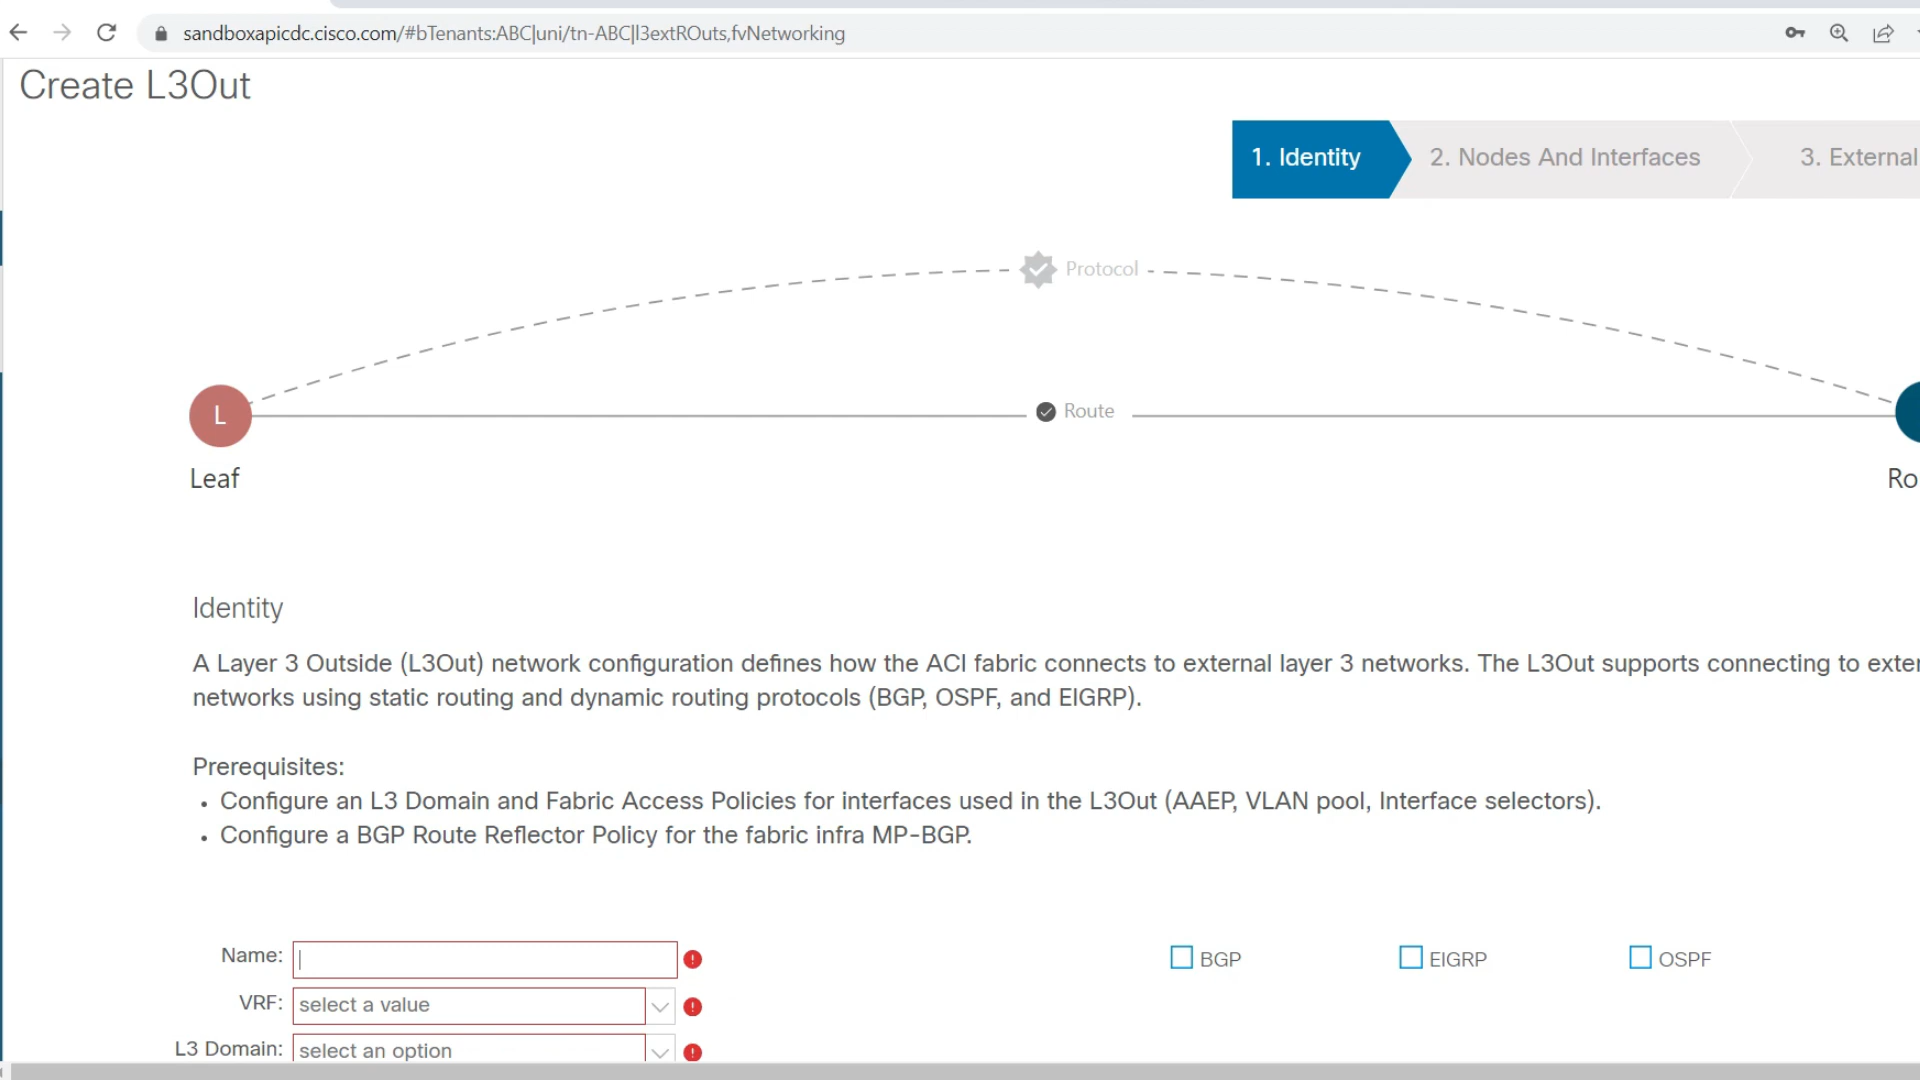 sandboxapicdc.cisco.com/#bTenants:ABC|uni/tn-ABC|l3extROuts,fvNetworking
Create L3Out
1. Identity
2. Nodes And Interfaces
3. External
Protocol
L
Route
Leaf
Ro
Identity
A Layer 3 Outside (L3Out) network configuration defines how the ACI fabric connects to external layer 3 networks. The L3Out supports connecting to exter
networks using static routing and dynamic routing protocols (BGP, OSPF, and EIGRP).
Prerequisites:
• Configure an L3 Domain and Fabric Access Policies for interfaces used in the L3Out (AAEP, VLAN pool, Interface selectors).
• Configure a BGP Route Reflector Policy for the fabric infra MP-BGP.
Name:
BGP
EIGRP
OSPF
VRF: select a value
L3 Domain: select an option